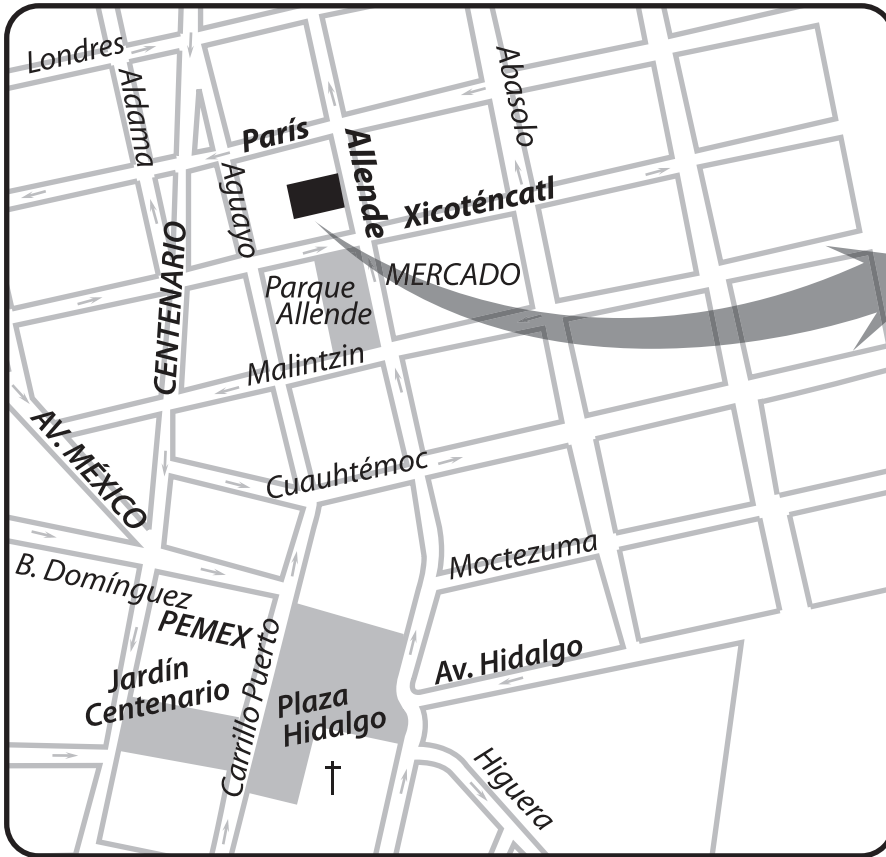 Londres
Aldama
Abasolo
París
Allende
Aguayo
Xicoténcatl
CENTENARIO
MERCADO
Parque
Allende
Malintzin
AV. MÉXICO
Cuauhtémoc
Moctezuma
B. Domínguez
PEMEX
Carrillo Puerto
Av. Hidalgo
Jardín
Centenario
Plaza
Hidalgo
Higuera